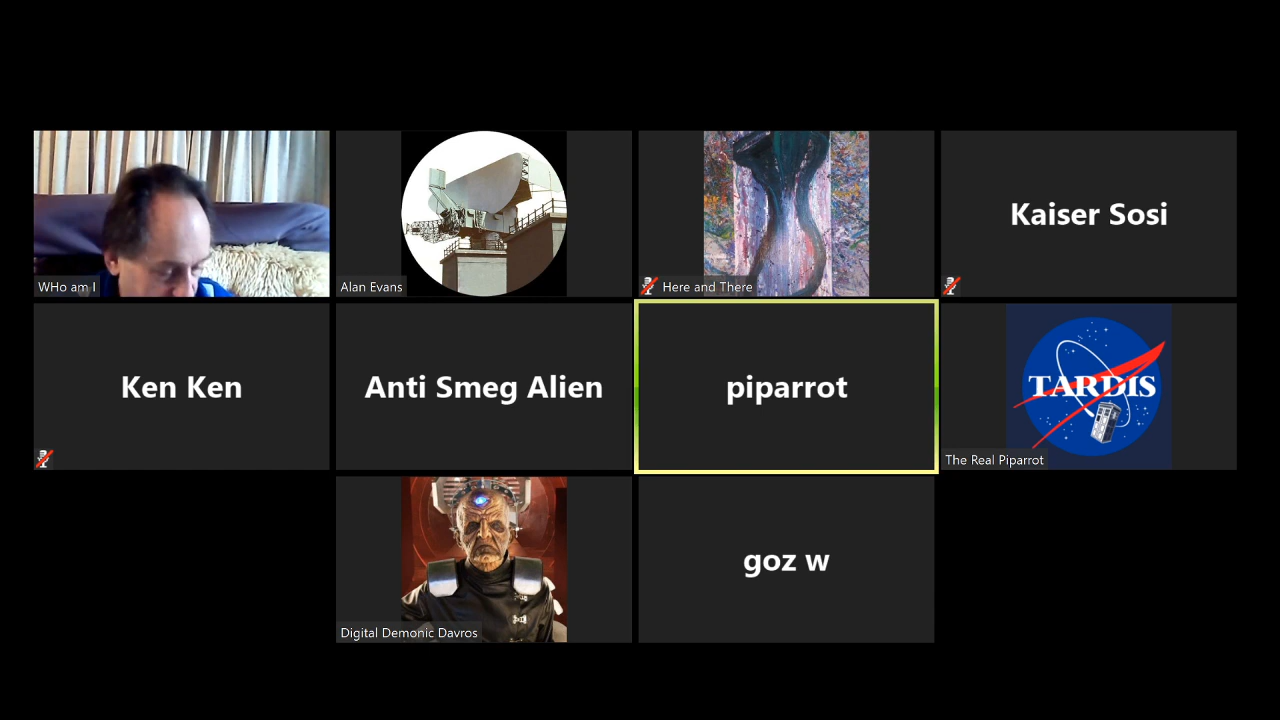 WHo am I
Alan Evans
Here and There
Kaiser Sosi
Ken Ken
Anti Smeg Alien
piparrot
TARDIS
The Real Piparrot
Digital Demonic Davros
goz w